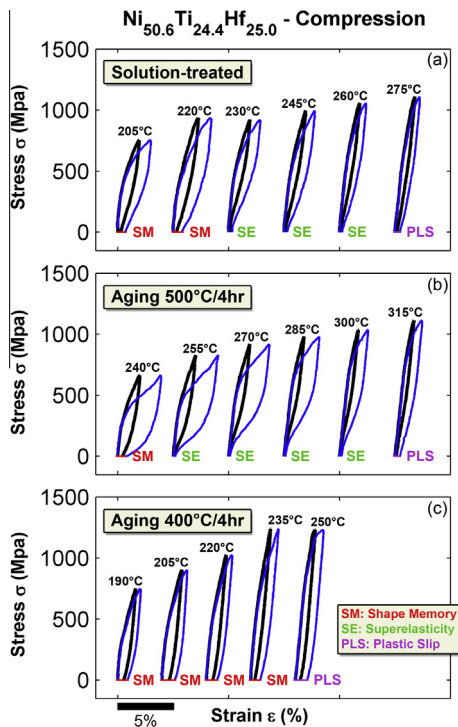 Ni50.6Ti24.4Hf25.0 - Compression
(a)
Solution-treated
1500
1000
500
0
Stress σ (Mpa)
205°C
220°C
230°C
245°C
260°C
275°C
SM
SM
SE
SE
SE
PLS
(b)
Aging 500°C/4hr
1500
1000
500
0
Stress σ (Mpa)
240°C
255°C
270°C
285°C
300°C
315°C
SM
SE
SE
SE
SE
PLS
(c)
Aging 400°C/4hr
1500
1000
500
0
Stress σ (Mpa)
190°C
205°C
220°C
235°C
250°C
SM
SM
SM
SM
PLS
SM: Shape Memory
SE: Superelasticity
PLS: Plastic Slip
5%
Strain ε (%)